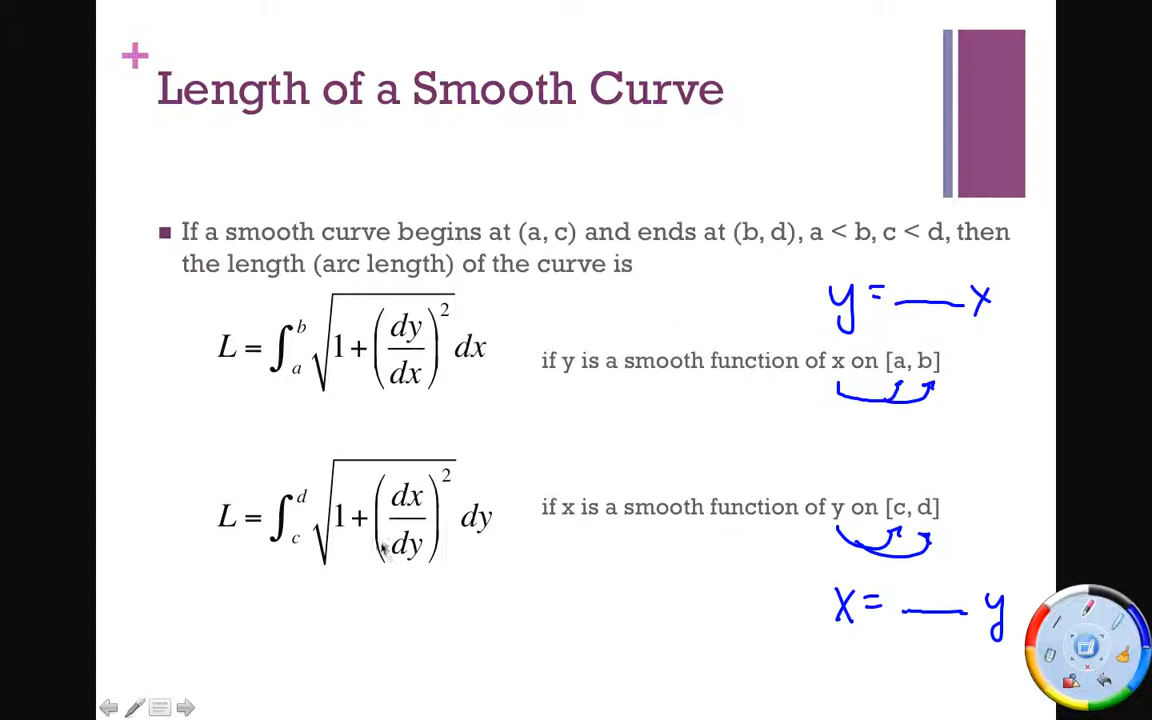 +
Length of a Smooth Curve
■ If a smooth curve begins at (a, c) and ends at (b, d), a < b, c < d, then
the length (arc length) of the curve is
y = ___ x
L = ∫_a^b √(1 + (dy/dx)^2) dx if y is a smooth function of x on [a, b]
L = ∫_c^d √(1 + (dx/dy)^2) dy if x is a smooth function of y on [c, d]
x = ___ y